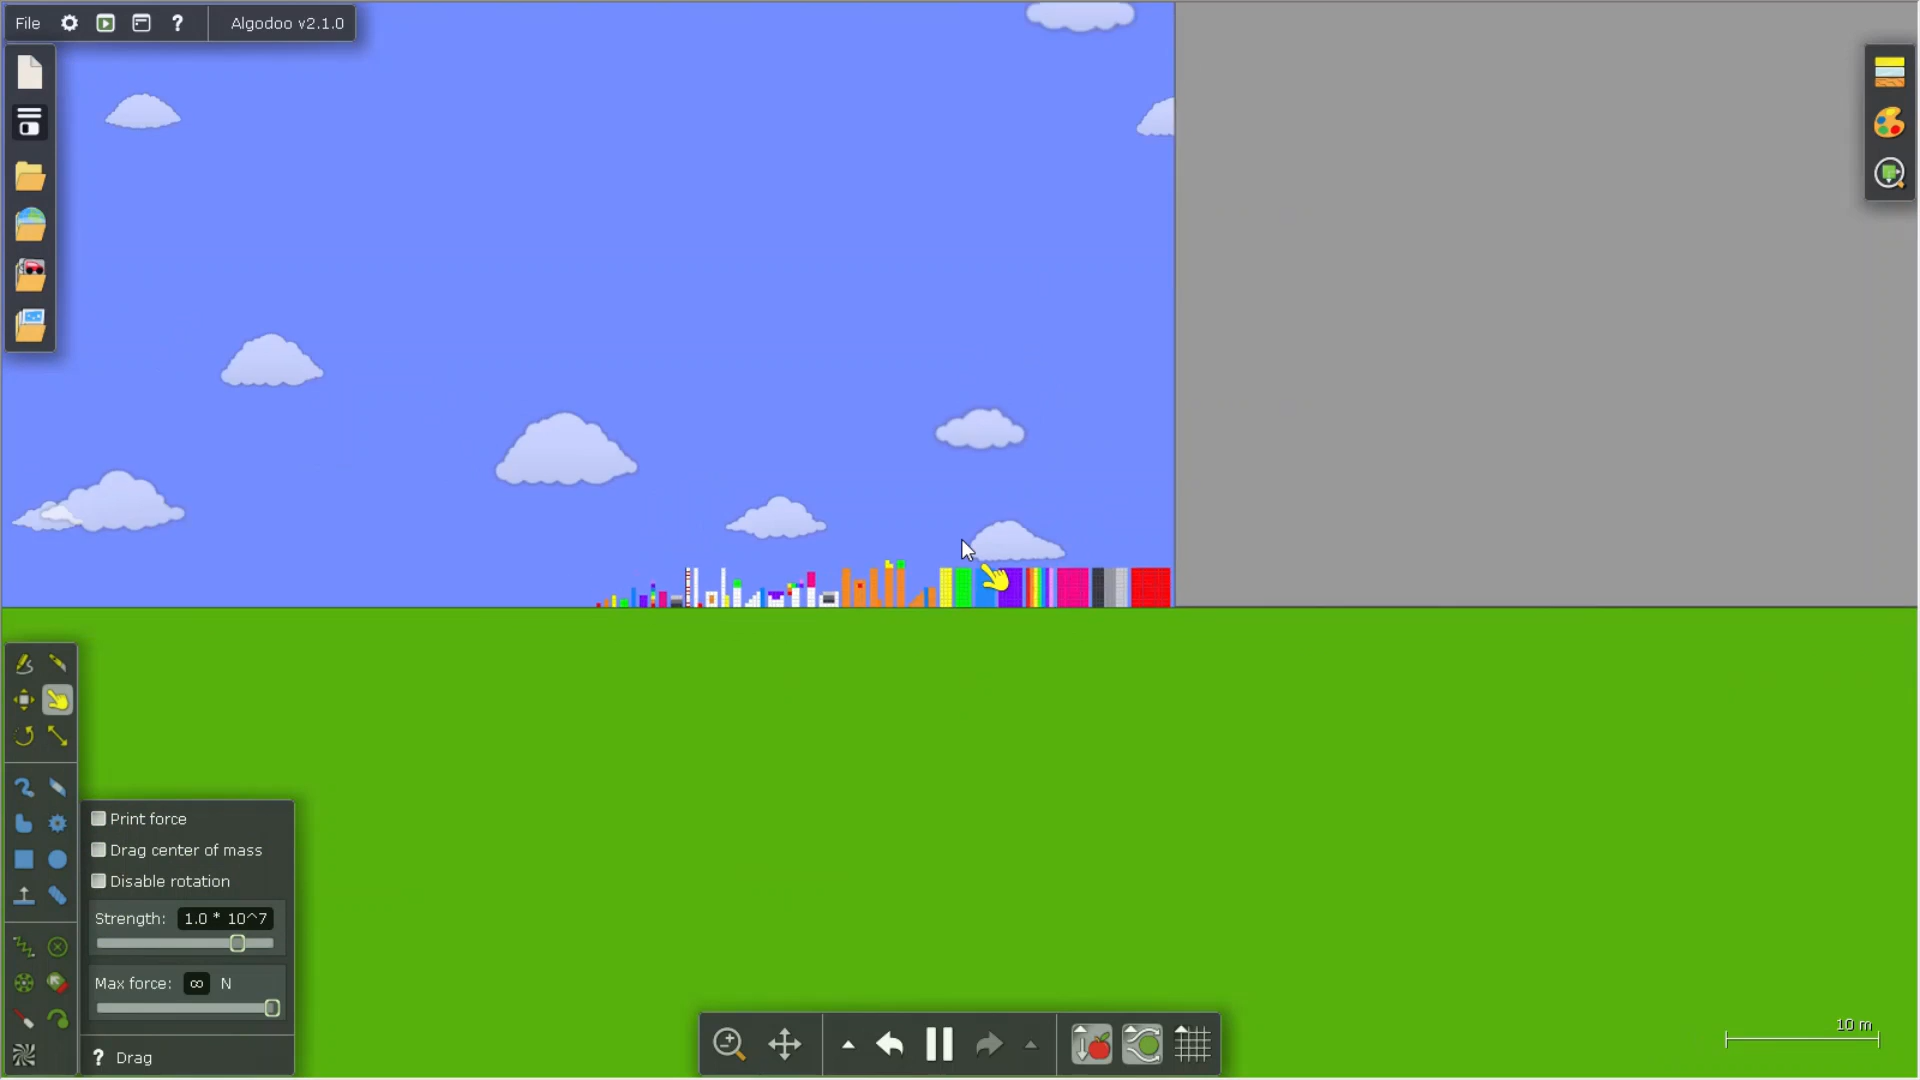 File ? Algodoo v2.1.0
Print force
Drag center of mass
Disable rotation
Strength: 1.0 * 10^7
Max force: ∞ N
? Drag
10 m